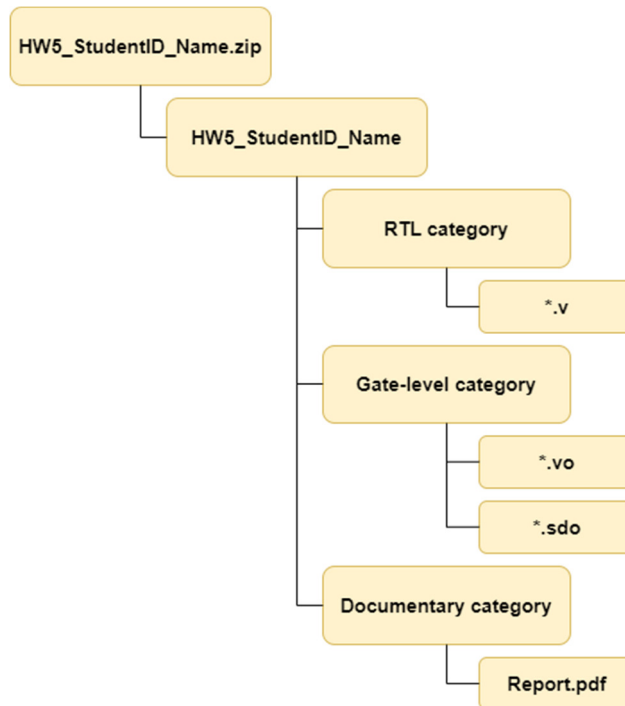 HW5_StudentID_Name.zip
HW5_StudentID_Name
RTL category
*.v
Gate-level category
*.vo
*.sdo
Documentary category
Report.pdf